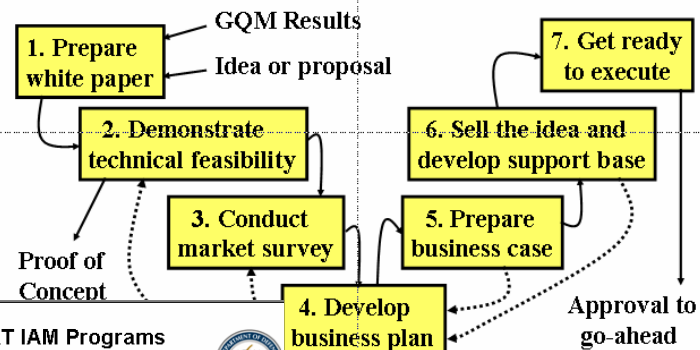 GQM Results
1. Prepare
white paper
Idea or proposal
2. Demonstrate
technical feasibility
3. Conduct
market survey
Proof of
Concept
4. Develop
business plan
5. Prepare
business case
6. Sell the idea and
develop support base
7. Get ready
to execute
Approval to
go-ahead
T IAM Programs